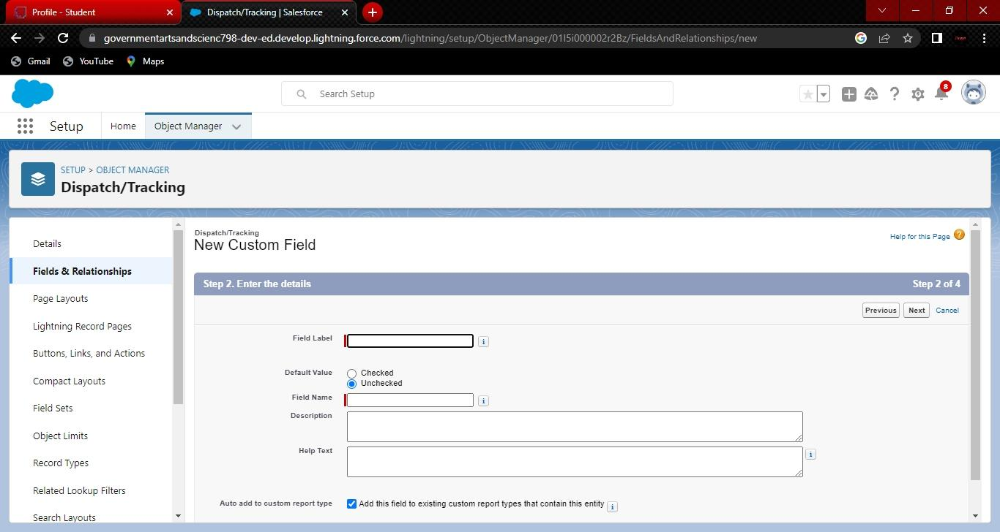 Profile - Student
Dispatch/Tracking | Salesforce
governmentartsandscienc798-dev-ed.develop.lightning.force.com/lightning/setup/ObjectManager/01I5i000002r2Bz/FieldsAndRelationships/new
Gmail YouTube Maps
Search Setup
8
Setup Home Object Manager
SETUP > OBJECT MANAGER
Dispatch/Tracking
Details
Fields & Relationships
Page Layouts
Lightning Record Pages
Buttons, Links, and Actions
Compact Layouts
Field Sets
Object Limits
Record Types
Related Lookup Filters
Search Layouts
Dispatch/Tracking
New Custom Field
Help for this Page ?
Step 2. Enter the details Step 2 of 4
Previous Next Cancel
Field Label i
Default Value Checked
Unchecked
Field Name i
Description
Help Text i
Auto add to custom report type Add this field to existing custom report types that contain this entity i